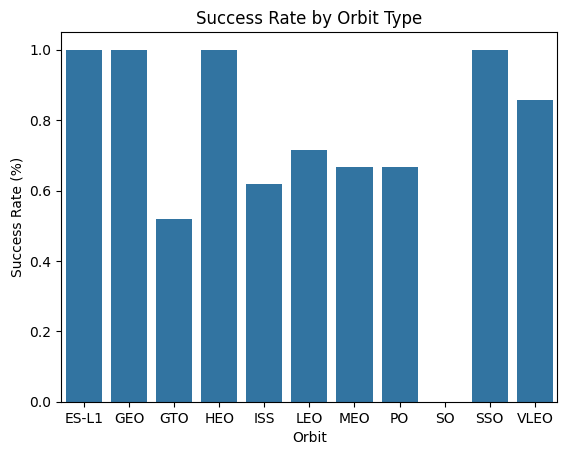 Success Rate by Orbit Type
Success Rate (%)
1.0
0.8
0.6
0.4
0.2
0.0
ES-L1 GEO GTO HEO ISS LEO MEO PO SO SSO VLEO
Orbit